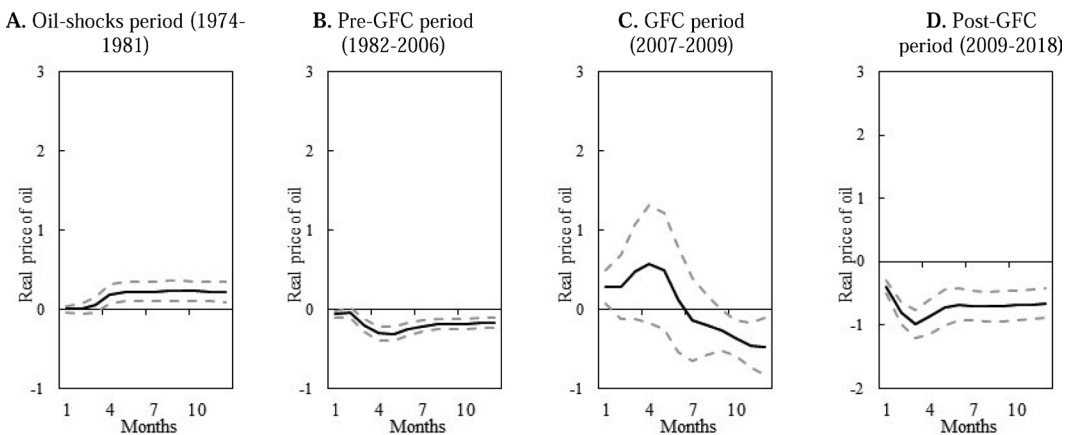 A. Oil-shocks period (1974-
1981)
B. Pre-GFC period
(1982-2006)
C. GFC period
(2007-2009)
D. Post-GFC
period (2009-2018)
Real price of oil
3
2
1
0
-1
1 4 7 10
Months
Real price of oil
3
2
1
0
-1
1 4 7 10
Months
Real price of oil
3
2
1
0
-1
1 4 7 10
Months
Real price of oil
3
2
1
0
-1
-2
1 4 7 10
Months